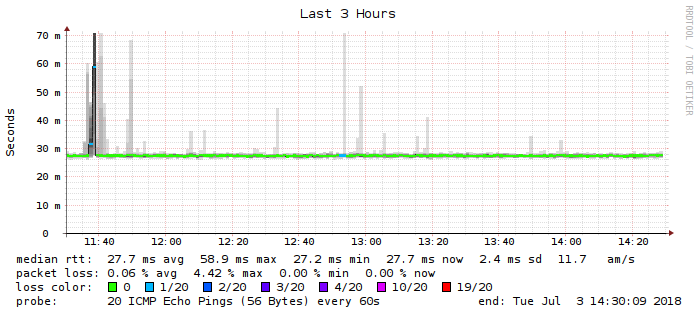 Last 3 Hours
RRDTOOL / TOBI OETIKER
Seconds
70 m
60 m
50 m
40 m
30 m
20 m
10 m
0
11:40 12:00 12:20 12:40 13:00 13:20 13:40 14:00 14:20
median rtt: 27.7 ms avg 58.9 ms max 27.2 ms min 27.7 ms now 2.4 ms sd 11.7 am/s
packet loss: 0.06 % avg 4.42 % max 0.00 % min 0.00 % now
loss color: 0 1/20 2/20 3/20 4/20 10/20 19/20
probe: 20 ICMP Echo Pings (56 Bytes) every 60s end: Tue Jul 3 14:30:09 2018